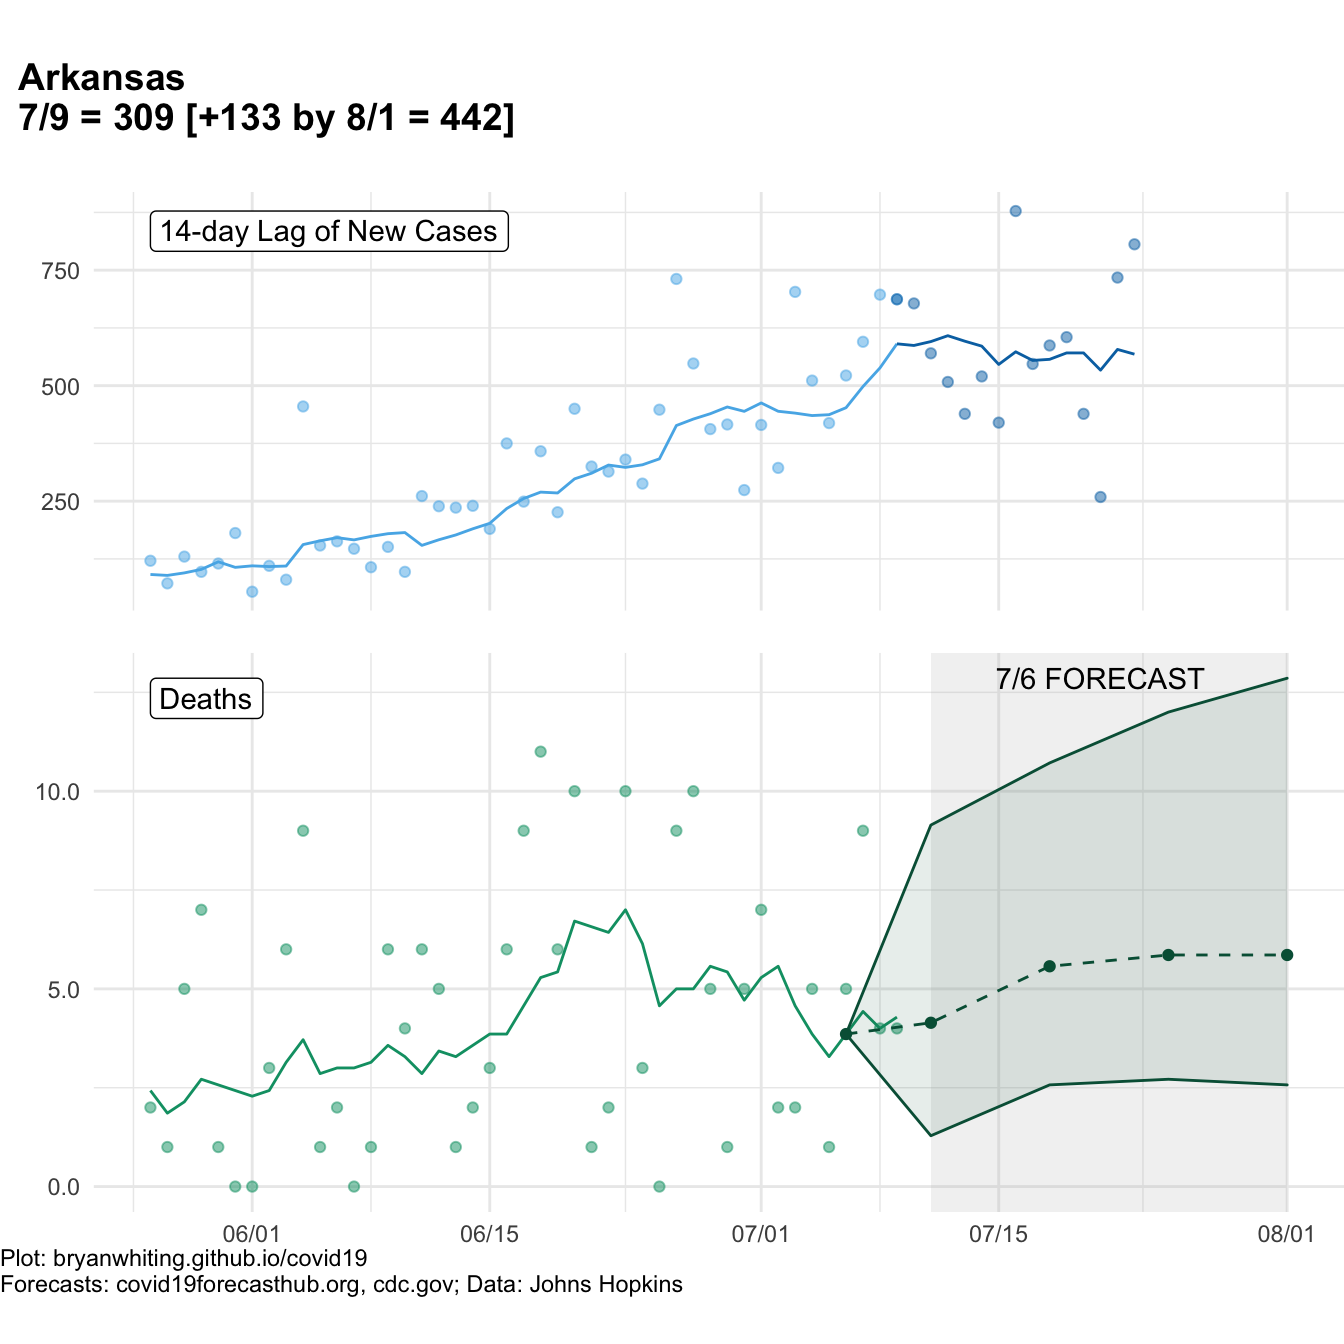 Arkansas
7/9 = 309 [+133 by 8/1 = 442]
14-day Lag of New Cases
750
500
250
Deaths
7/6 FORECAST
10.0
5.0
0.0
06/01 06/15 07/01 07/15 08/01
Plot: bryanwhiting.github.io/covid19
Forecasts: covid19forecasthub.org, cdc.gov; Data: Johns Hopkins